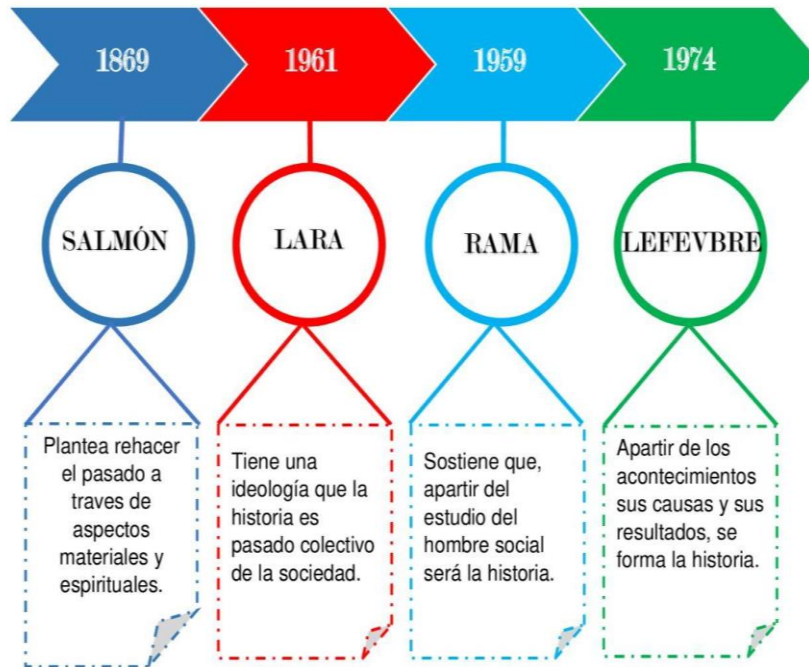 1869
1961
1959
1974
SALMÓN
LARA
RAMA
LEFEVBRE
Plantea rehacer
el pasado a
traves de
aspectos
materiales y
espirituales.
Tiene una
ideología que la
historia es
pasado colectivo
de la sociedad.
Sostiene que,
apartir del
estudio del
hombre social
será la historia.
Apartir de los
acontecimientos
sus causas y sus
resultados, se
forma la historia.